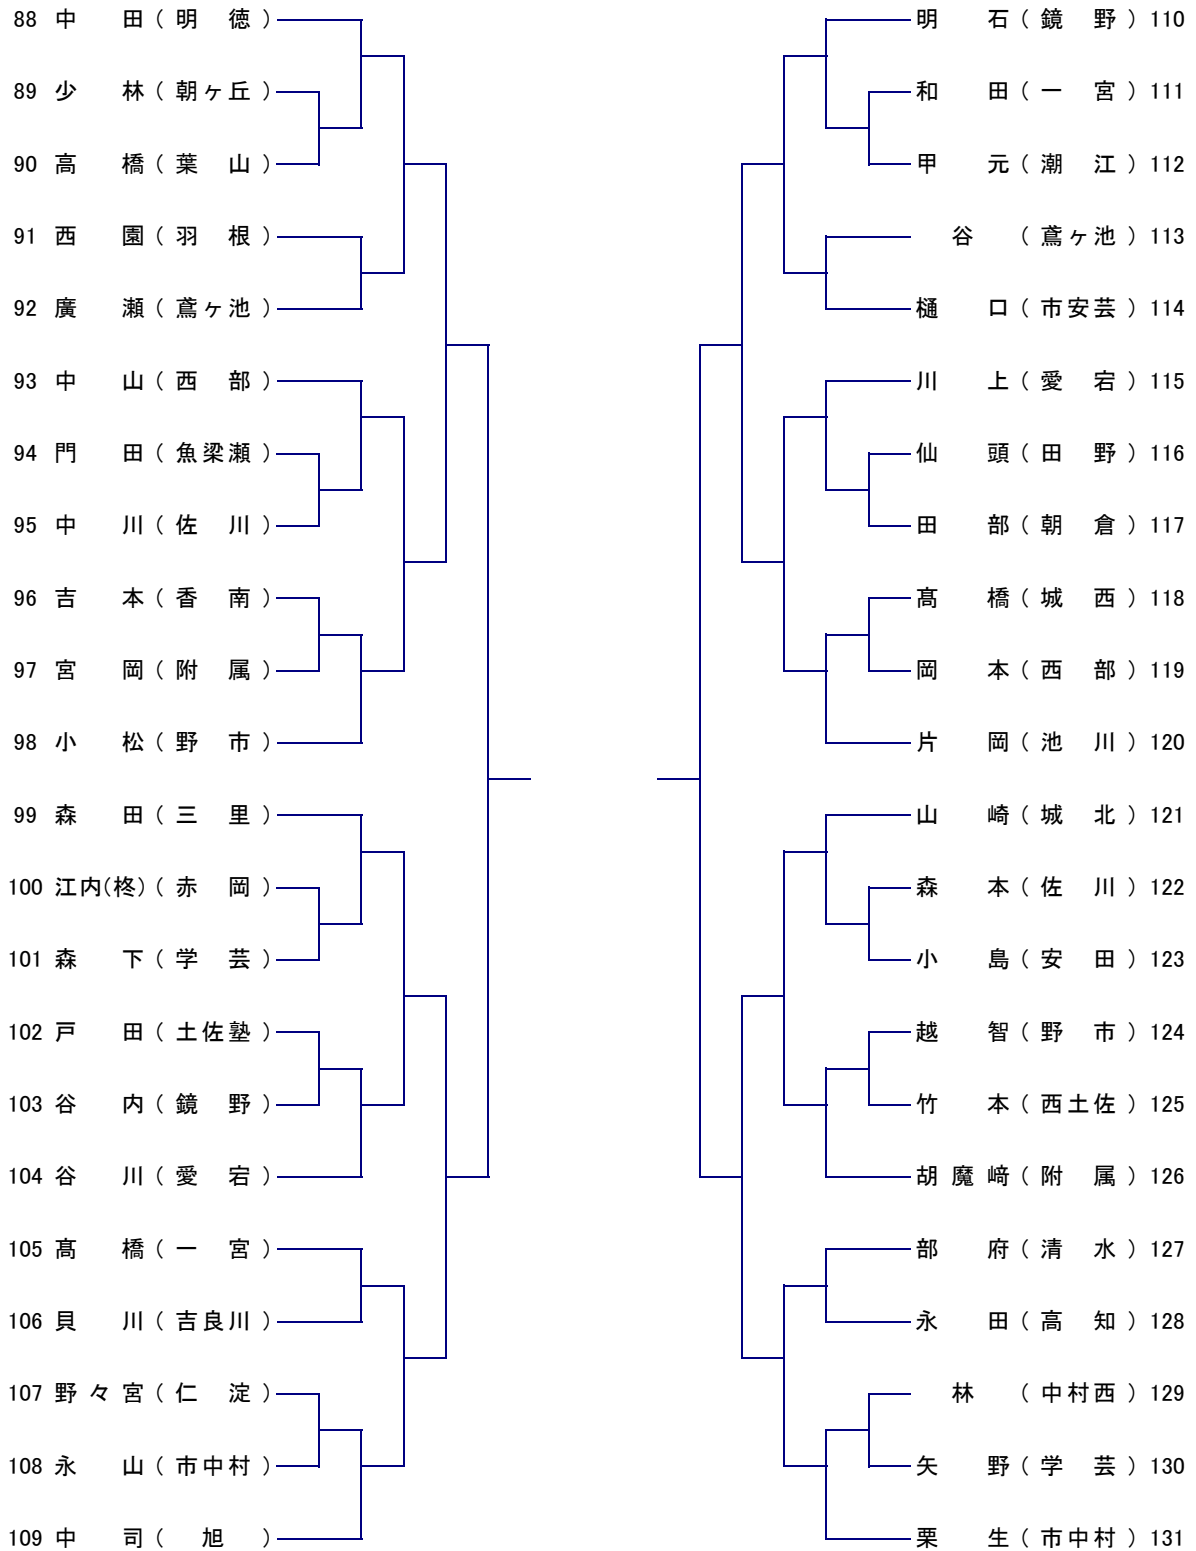 88 中田(明徳)
89 少林(朝ヶ丘)
90 高橋(葉山)
91 西園(羽根)
92 廣瀬(鳶ヶ池)
93 中山(西部)
94 門田(魚梁瀬)
95 中川(佐川)
96 吉本(香南)
97 宮岡(附属)
98 小松(野市)
99 森田(三里)
100 江内(柊)(赤岡)
101 森下(学芸)
102 戸田(土佐塾)
103 谷内(鏡野)
104 谷川(愛宕)
105 髙橋(一宮)
106 貝川(吉良川)
107 野々宮(仁淀)
108 永山(市中村)
109 中司(旭)
明石(鏡野)110
和田(一宮)111
甲元(潮江)112
谷(鳶ヶ池)113
樋口(市安芸)114
川上(愛宕)115
仙頭(田野)116
田部(朝倉)117
髙橋(城西)118
岡本(西部)119
片岡(池川)120
山崎(城北)121
森本(佐川)122
小島(安田)123
越智(野市)124
竹本(西土佐)125
胡魔﨑(附属)126
部府(清水)127
永田(高知)128
林(中村西)129
矢野(学芸)130
栗生(市中村)131